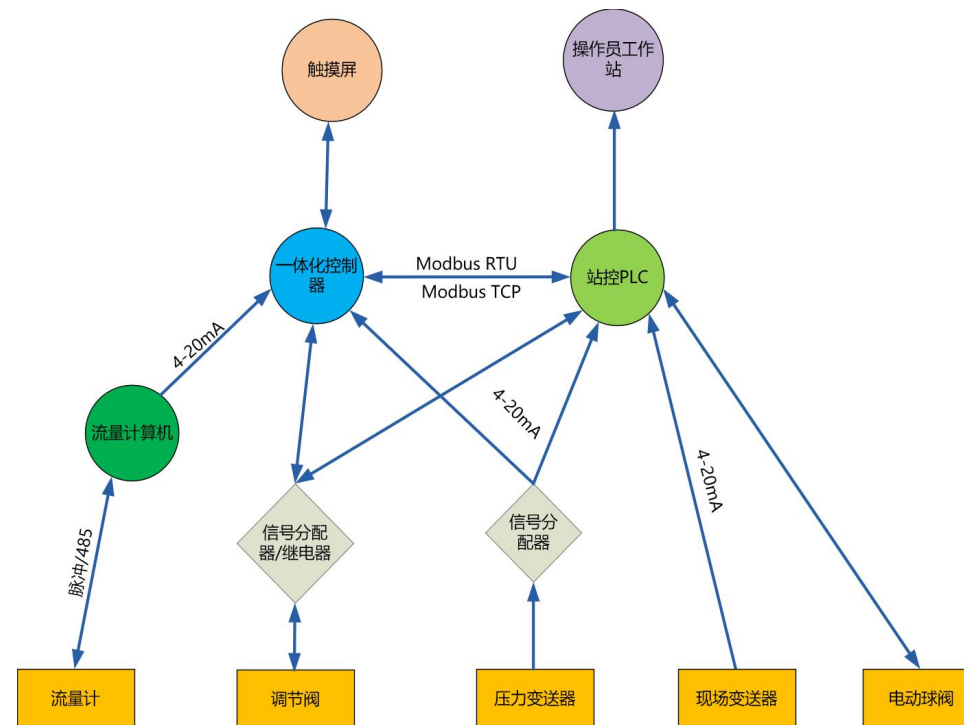 触摸屏
操作员工作
站
一体化控制
器
Modbus RTU
Modbus TCP
站控PLC
4-20mA
流量计算机
4-20mA
4-20mA
脉冲/485
信号分配
器/继电器
信号分
配器
流量计
调节阀
压力变送器
现场变送器
电动球阀